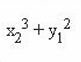 x₂³ + y₁²